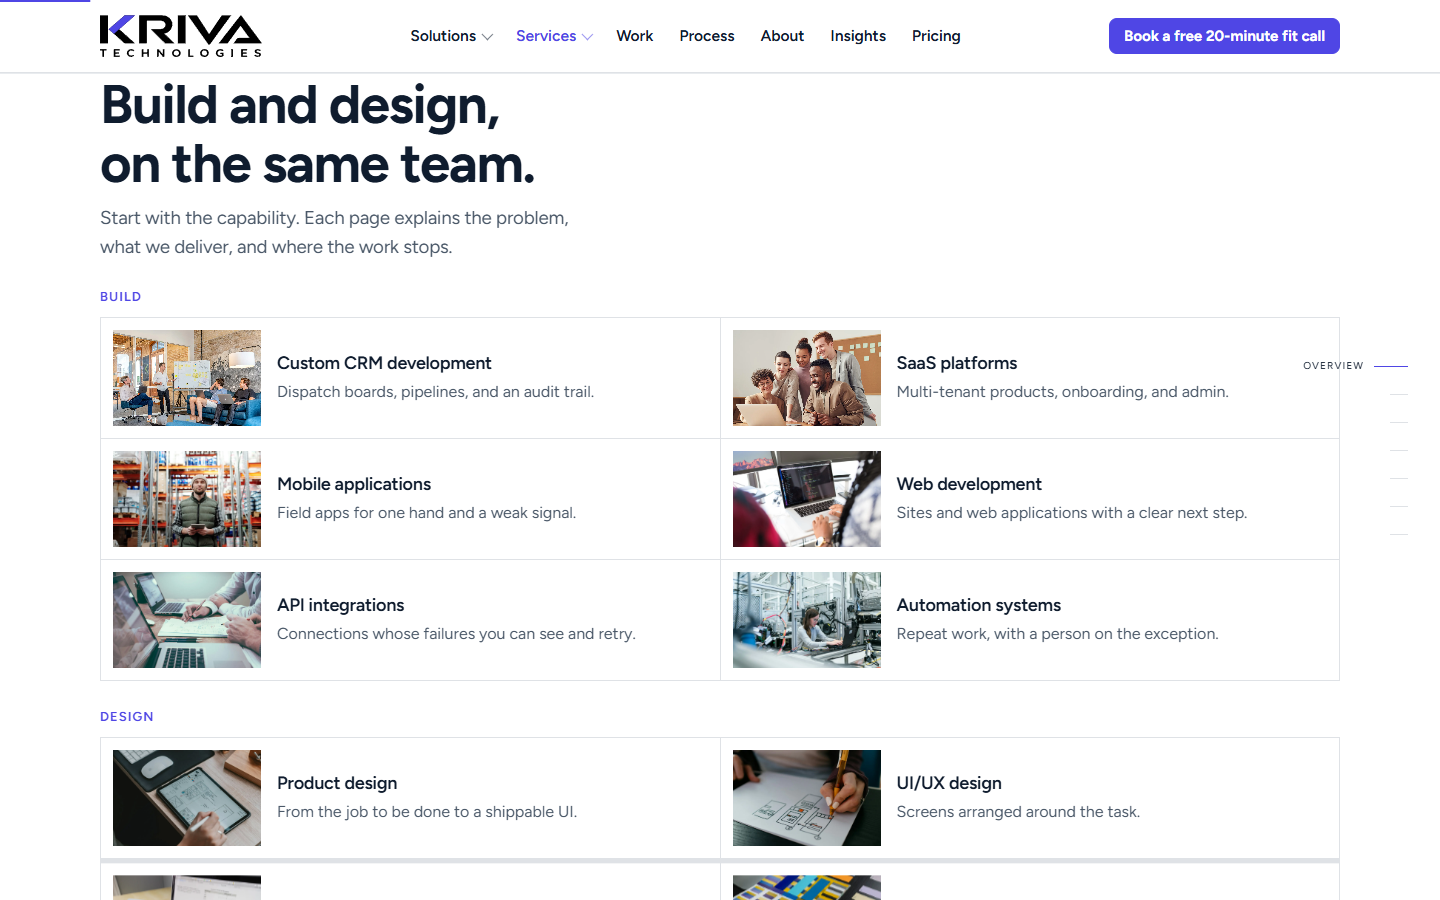 KRIVA
TECHNOLOGIES
Solutions
Services
Work
Process
About
Insights
Pricing
Book a free 20-minute fit call
Build and design,
on the same team.
Start with the capability. Each page explains the problem,
what we deliver, and where the work stops.
BUILD
Custom CRM development
Dispatch boards, pipelines, and an audit trail.
SaaS platforms
Multi-tenant products, onboarding, and admin.
OVERVIEW
Mobile applications
Field apps for one hand and a weak signal.
Web development
Sites and web applications with a clear next step.
API integrations
Connections whose failures you can see and retry.
Automation systems
Repeat work, with a person on the exception.
DESIGN
Product design
From the job to be done to a shippable UI.
UI/UX design
Screens arranged around the task.